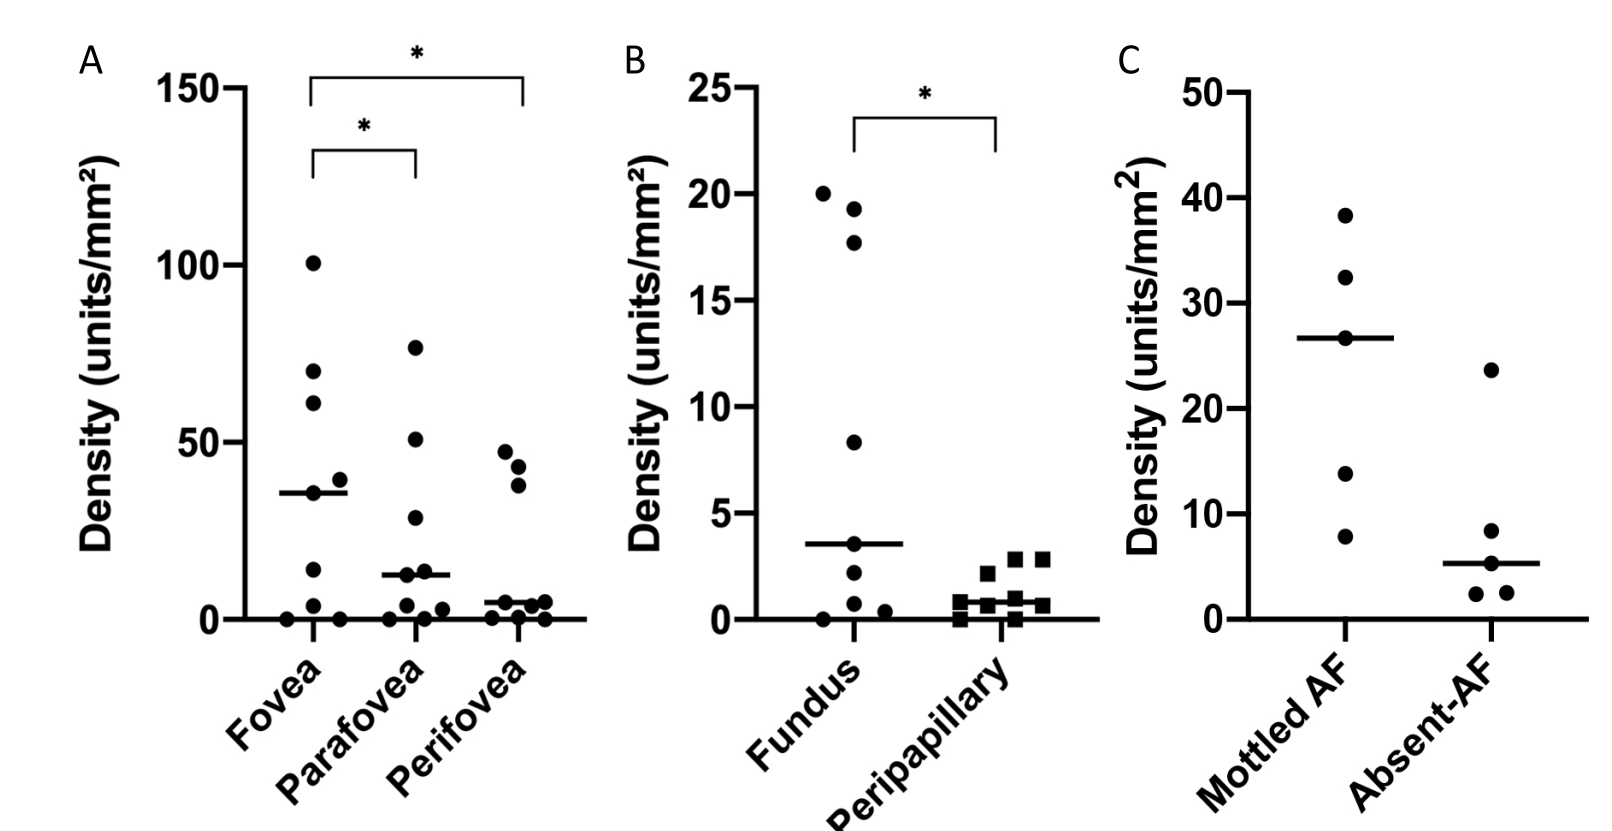 A
*
*
150
100
50
0
Density (units/mm²)
Fovea
Parafovea
Perifovea
B
*
25
20
15
10
5
0
Density (units/mm²)
Fundus
Peripapillary
C
50
40
30
20
10
0
Density (units/mm²)
Mottled AF
Absent-AF